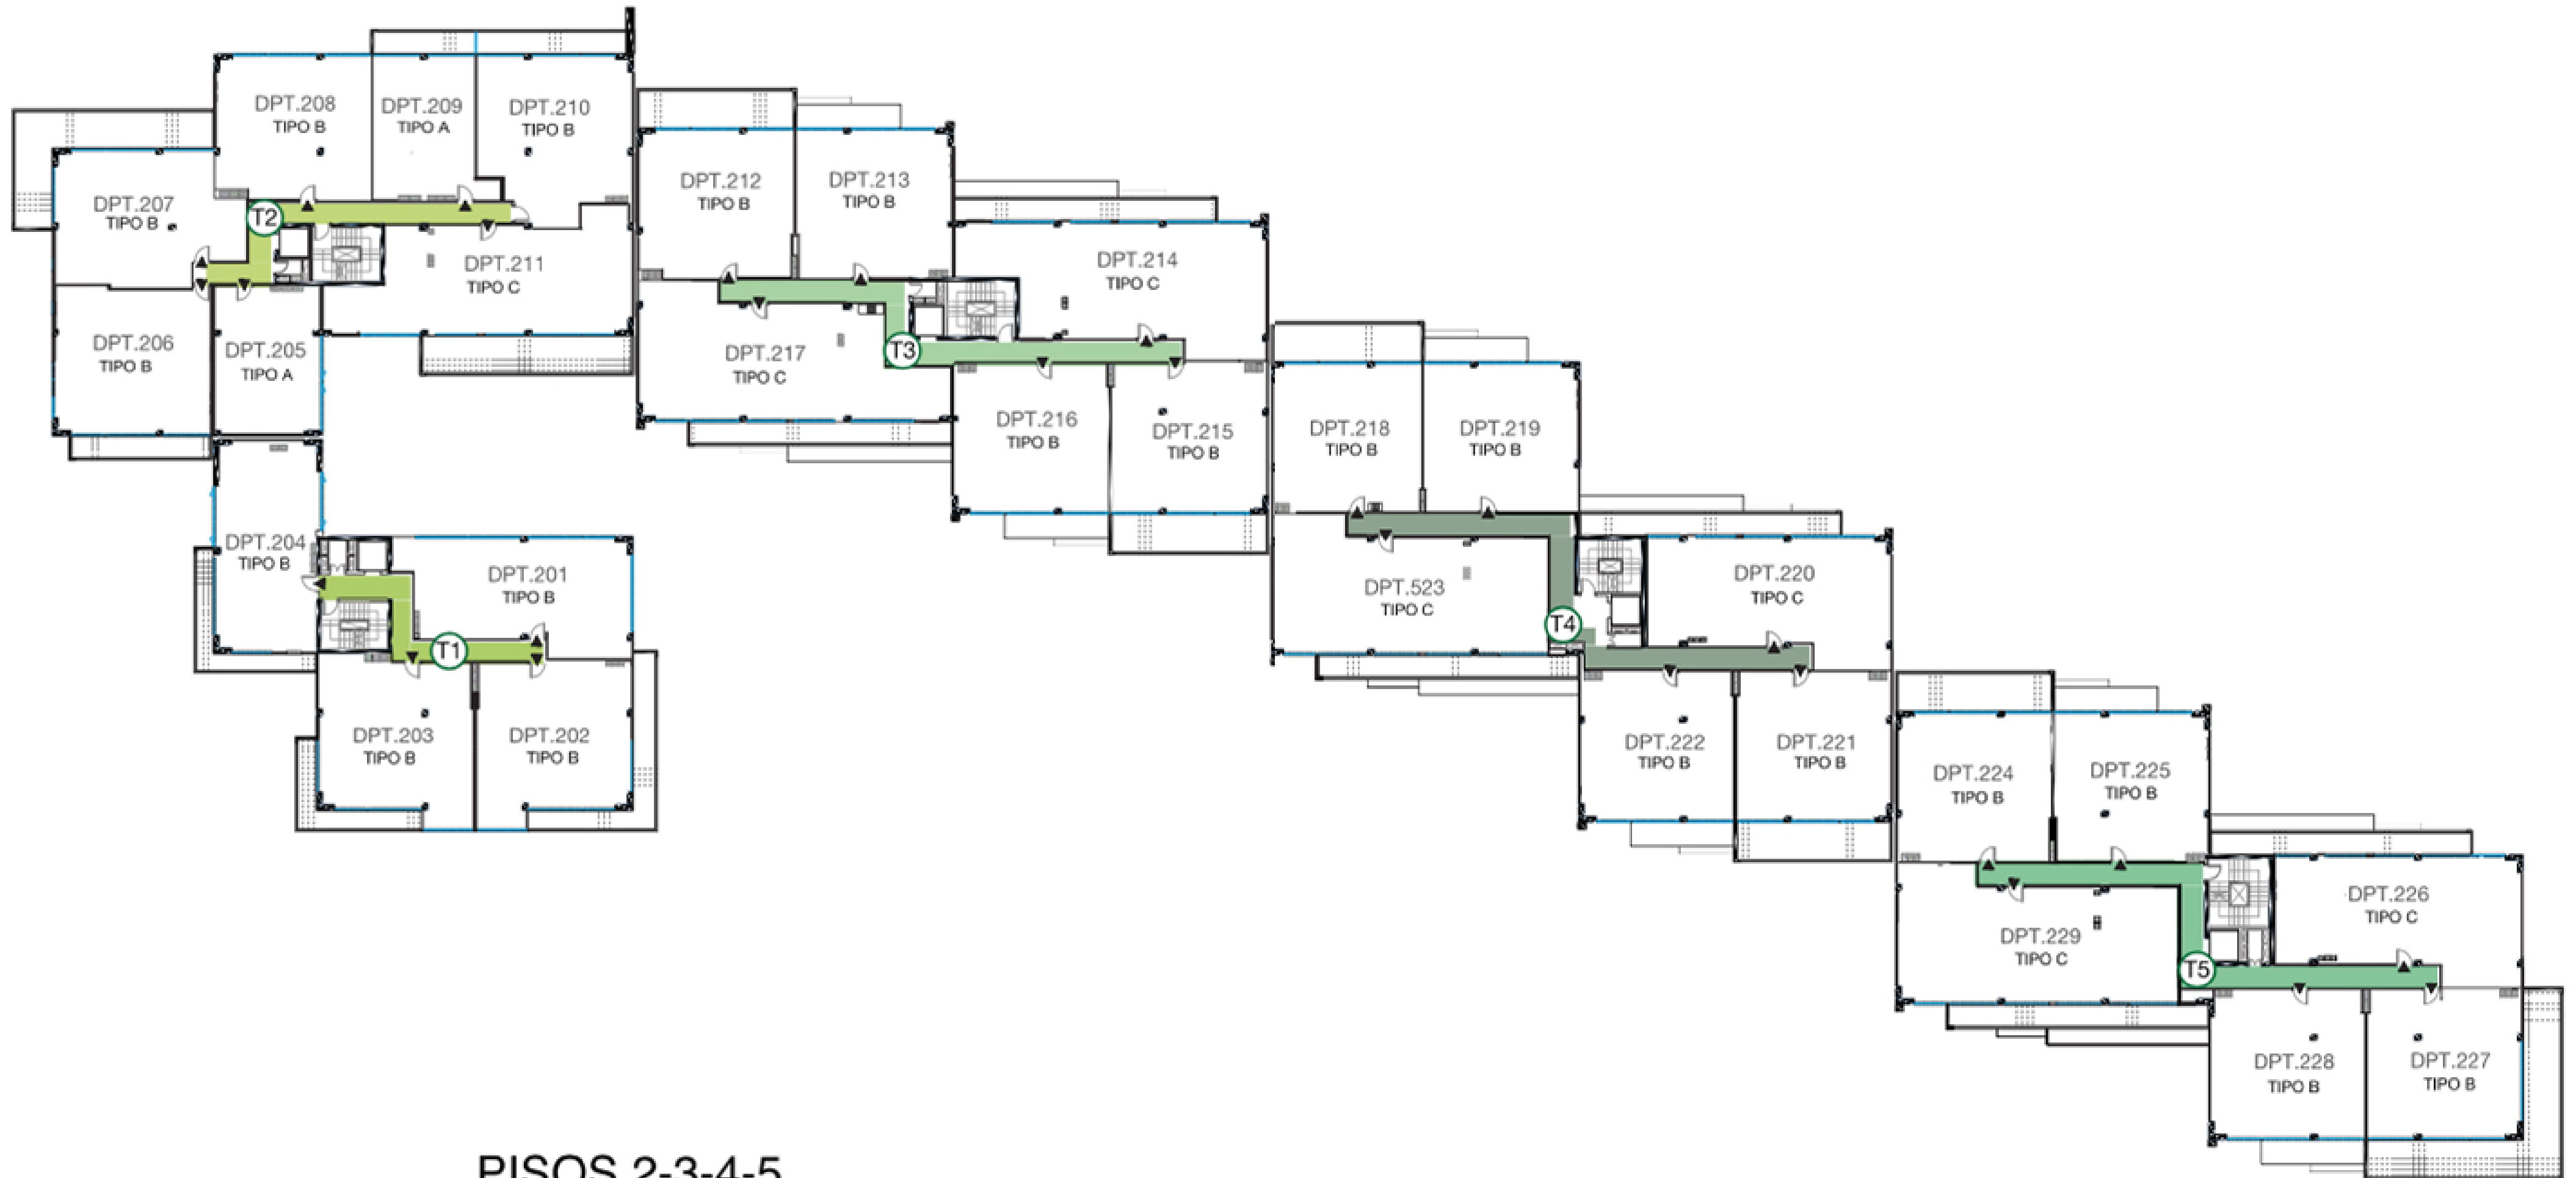 DPT.208
TIPO B
DPT.209
TIPO A
DPT.210
TIPO B
DPT.207
TIPO B
T2
DPT.211
TIPO C
DPT.206
TIPO B
DPT.205
TIPO A
DPT.204
TIPO B
DPT.201
TIPO B
T1
DPT.203
TIPO B
DPT.202
TIPO B
DPT.212
TIPO B
DPT.213
TIPO B
DPT.214
TIPO C
DPT.217
TIPO C
T3
DPT.216
TIPO B
DPT.215
TIPO B
DPT.218
TIPO B
DPT.219
TIPO B
DPT.523
TIPO C
DPT.220
TIPO C
T4
DPT.222
TIPO B
DPT.221
TIPO B
DPT.224
TIPO B
DPT.225
TIPO B
DPT.226
TIPO C
DPT.229
TIPO C
T5
DPT.228
TIPO B
DPT.227
TIPO B
PISOS 2-3-4-5